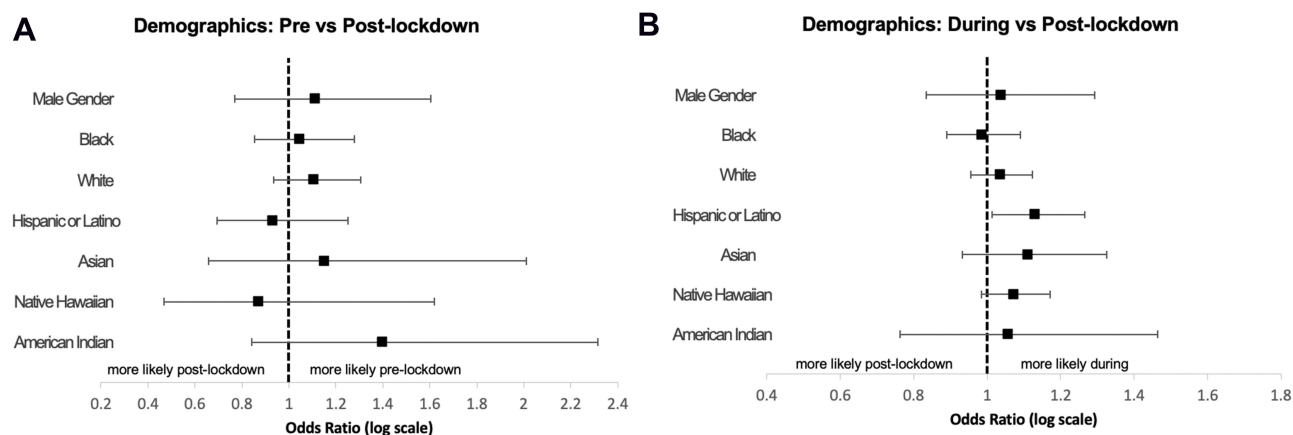 A
Demographics: Pre vs Post-lockdown
Male Gender
Black
White
Hispanic or Latino
Asian
Native Hawaiian
American Indian
more likely post-lockdown
more likely pre-lockdown
0.2 0.4 0.6 0.8 1 1.2 1.4 1.6 1.8 2 2.2 2.4
Odds Ratio (log scale)
B
Demographics: During vs Post-lockdown
Male Gender
Black
White
Hispanic or Latino
Asian
Native Hawaiian
American Indian
more likely post-lockdown
more likely during
0.4 0.6 0.8 1 1.2 1.4 1.6 1.8
Odds Ratio (log scale)